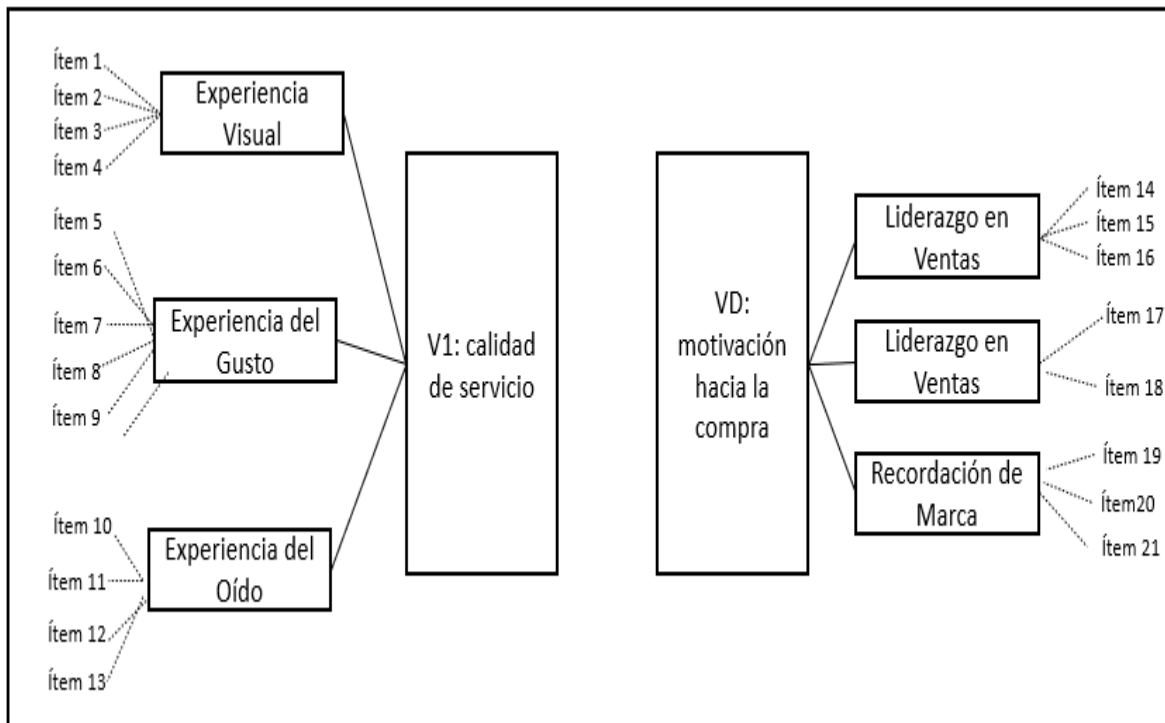 Ítem 1
Ítem 2
Ítem 3
Ítem 4
Experiencia
Visual
Ítem 5
Ítem 6
Ítem 7
Ítem 8
Ítem 9
Experiencia del
Gusto
Ítem 10
Ítem 11
Ítem 12
Ítem 13
Experiencia del
Oído
V1: calidad
de servicio
VD:
motivación
hacia la
compra
Liderazgo en
Ventas
Ítem 14
Ítem 15
Ítem 16
Liderazgo en
Ventas
Ítem 17
Ítem 18
Recordación de
Marca
Ítem 19
Ítem20
Ítem 21